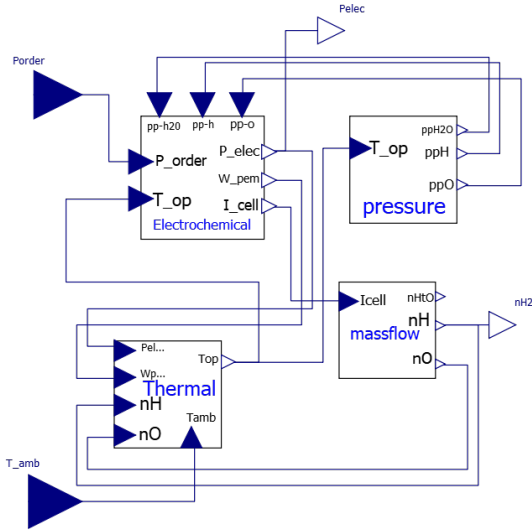 Pelec
Porder
pp-h20 pp-h pp-o
P_elec
P_order
W_pem
T_op
I_cell
Electrochemical
ppH2O
T_op
ppH
ppO
pressure
Icell
nHtO
nH
massflow
nO
nH2
Pel...
Top
Wp...
Thermal
nH
Tamb
nO
T_amb